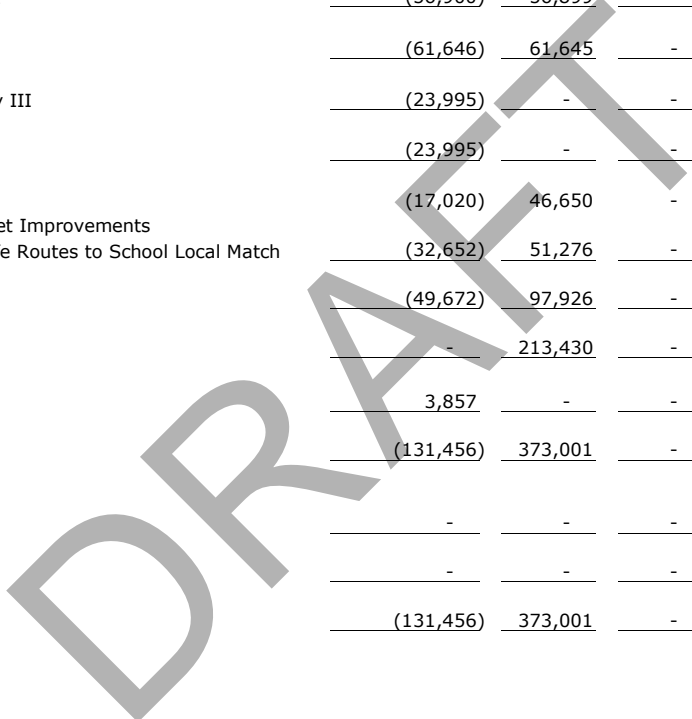 (61,646) 61,645 -
III (23,995) - -
(23,995) - -
(17,020) 46,650 -
et Improvements
e Routes to School Local Match (32,652) 51,276 -
(49,672) 97,926 -
- 213,430 -
3,857 - -
(131,456) 373,001 -
- - -
- - -
(131,456) 373,001 -
DRAFT